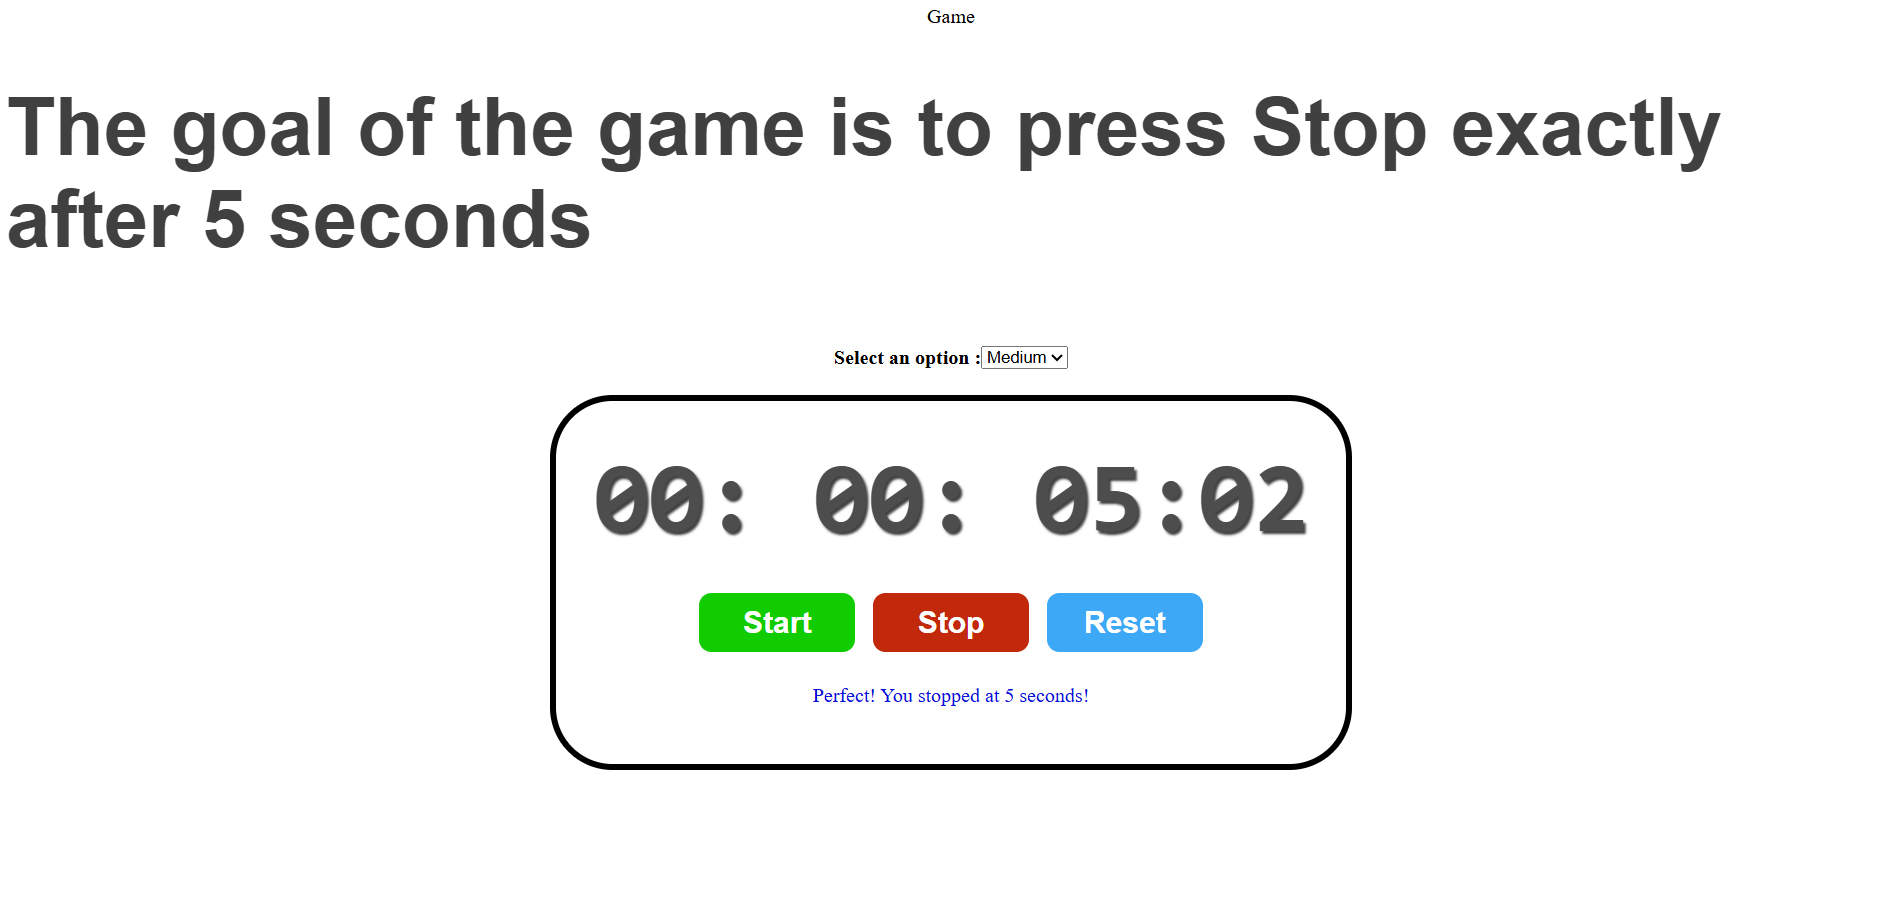 Game
The goal of the game is to press Stop exactly
after 5 seconds
Select an option : Medium
00: 00: 05:02
Start Stop Reset
Perfect! You stopped at 5 seconds!